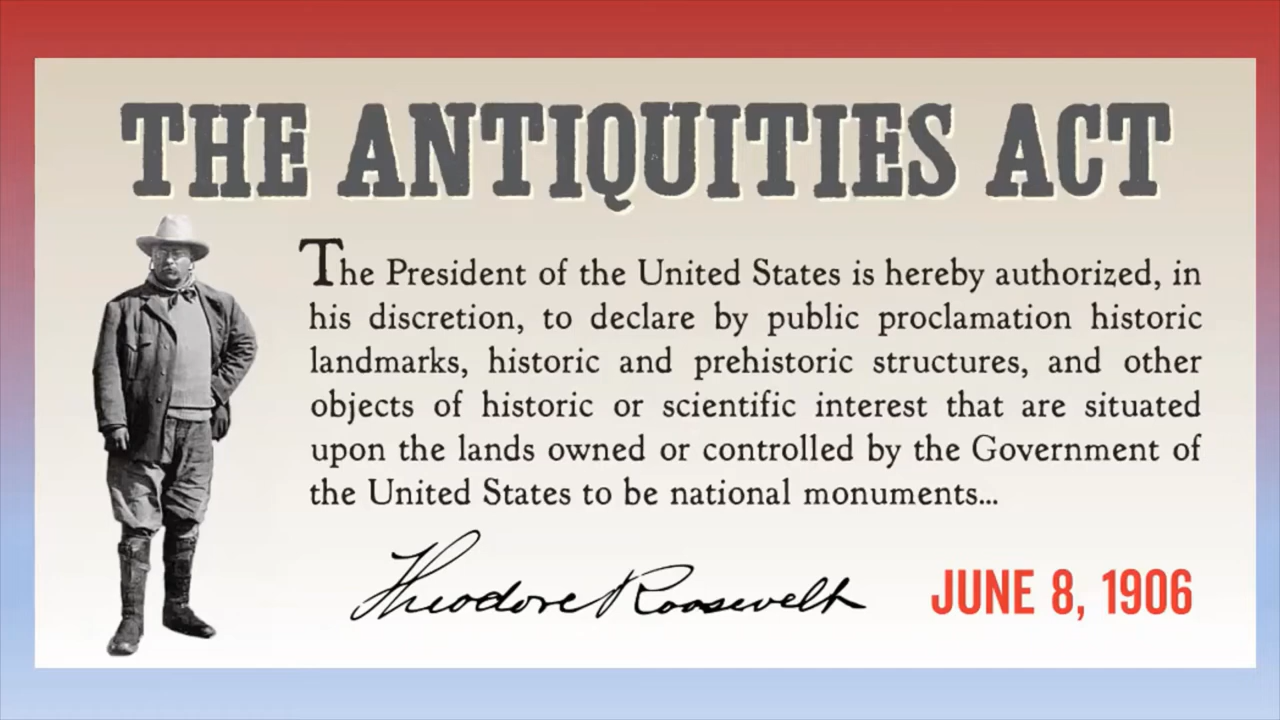 THE ANTIQUITIES ACT
The President of the United States is hereby authorized, in
his discretion, to declare by public proclamation historic
landmarks, historic and prehistoric structures, and other
objects of historic or scientific interest that are situated
upon the lands owned or controlled by the Government of
the United States to be national monuments...
Theodore Roosevelt
JUNE 8, 1906